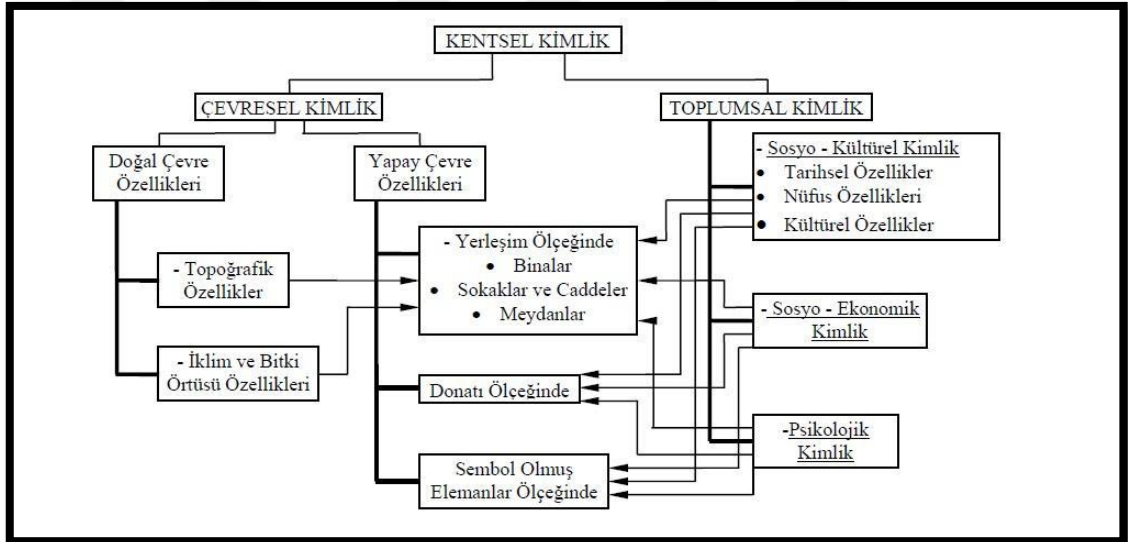 KENTSEL KİMLİK
ÇEVRESEL KİMLİK
TOPLUMSAL KİMLİK
Doğal Çevre
Özellikleri
Yapay Çevre
Özellikleri
- Sosyo - Kültürel Kimlik
• Tarihsel Özellikler
• Nüfus Özellikleri
• Kültürel Özellikler
- Yerleşim Ölçeğinde
• Binalar
• Sokaklar ve Caddeler
• Meydanlar
- Topoğrafik
Özellikler
- Sosyo - Ekonomik
Kimlik
- İklim ve Bitki
Örtüsü Özellikleri
Donatı Ölçeğinde
-Psikolojik
Kimlik
Sembol Olmuş
Elemanlar Ölçeğinde